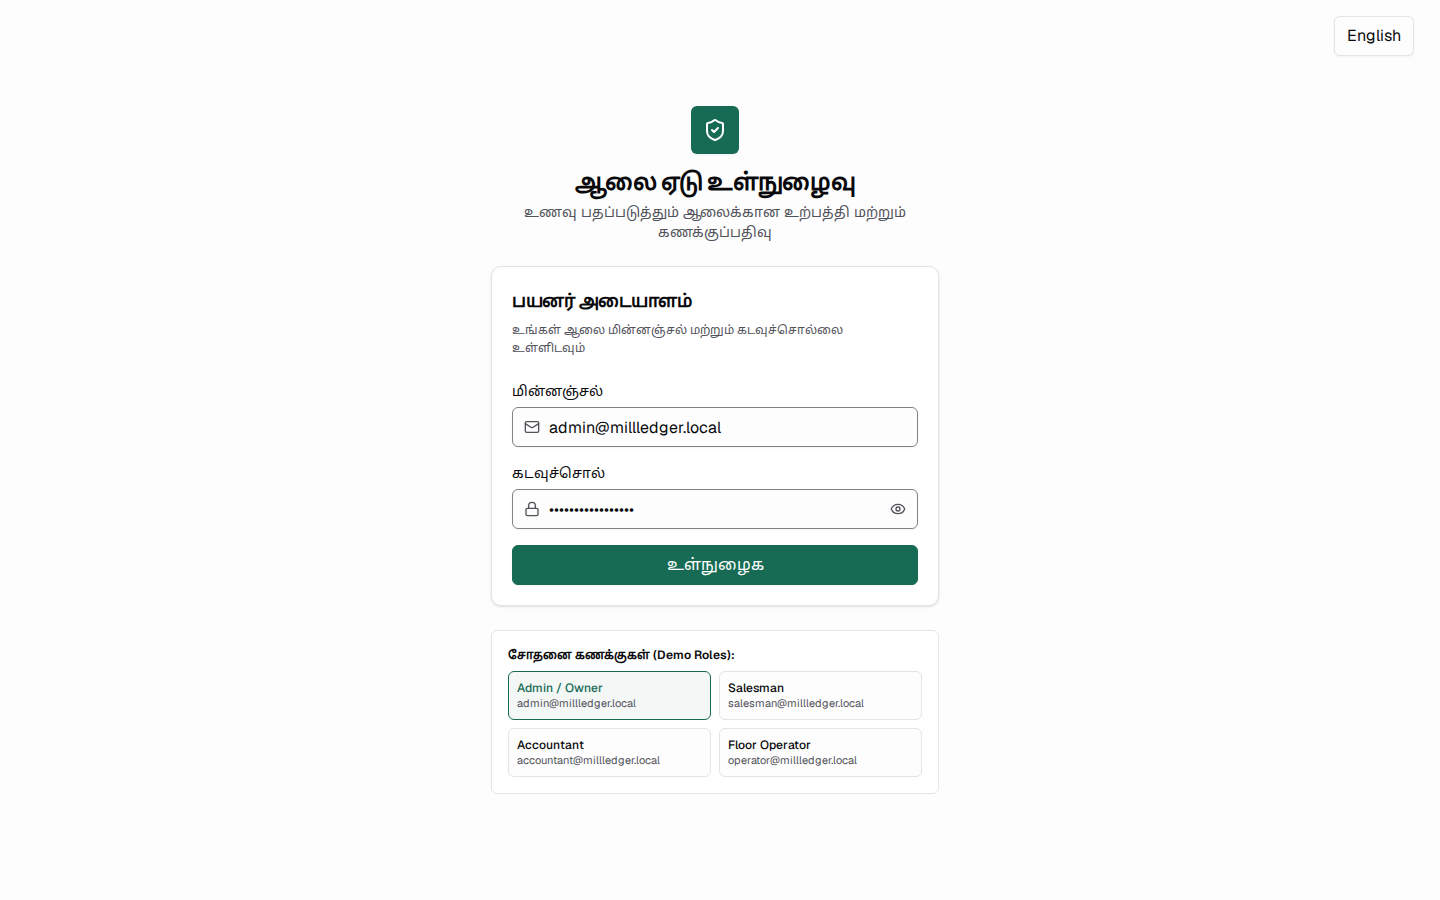 English
ஆலை ஏடு உள்நுழைவு
உணவு பதப்படுத்தும் ஆலைக்கான உற்பத்தி மற்றும்
கணக்குப்பதிவு
பயனர் அடையாளம்
உங்கள் ஆலை மின்னஞ்சல் மற்றும் கடவுச்சொல்லை
உள்ளிடவும்
மின்னஞ்சல்
admin@millledger.local
கடவுச்சொல்
•••••••••••••••••
உள்நுழைக
சோதனை கணக்குகள் (Demo Roles):
Admin / Owner
admin@millledger.local
Salesman
salesman@millledger.local
Accountant
accountant@millledger.local
Floor Operator
operator@millledger.local